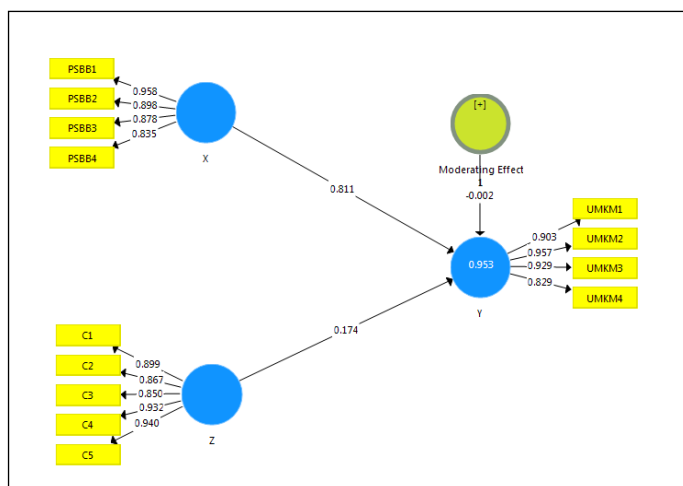 PSBB1
PSBB2
PSBB3
PSBB4
0.958
0.898
0.878
0.835
X
[+]
Moderating Effect
1
-0.002
0.811
0.953
Y
0.903
0.957
0.929
0.829
UMKM1
UMKM2
UMKM3
UMKM4
0.174
C1
C2
C3
C4
C5
0.899
0.867
0.850
0.932
0.940
Z